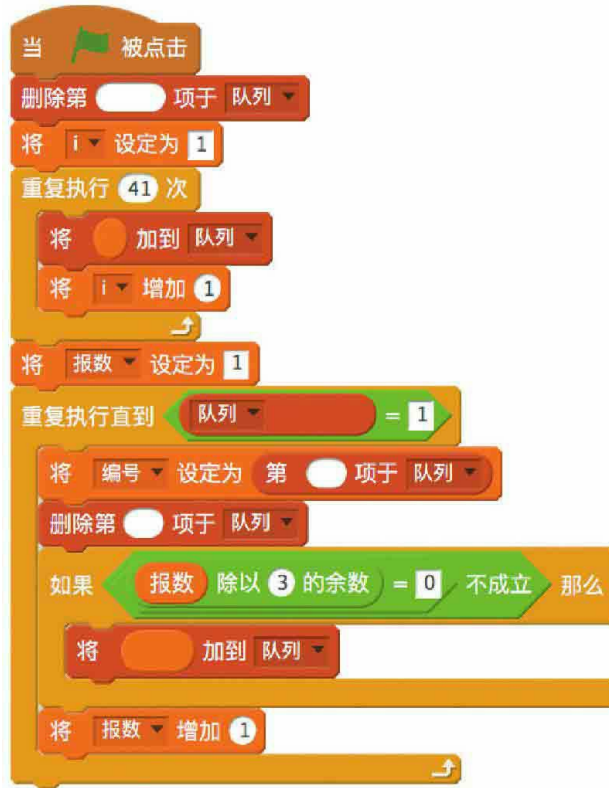 当 被点击
删除第 项于 队列
将 i 设定为 1
重复执行 41 次
将 加到 队列
将 i 增加 1
将 报数 设定为 1
重复执行直到 队列 = 1
将 编号 设定为 第 项于 队列
删除第 项于 队列
如果 报数 除以 3 的余数 = 0 不成立 那么
将 加到 队列
将 报数 增加 1